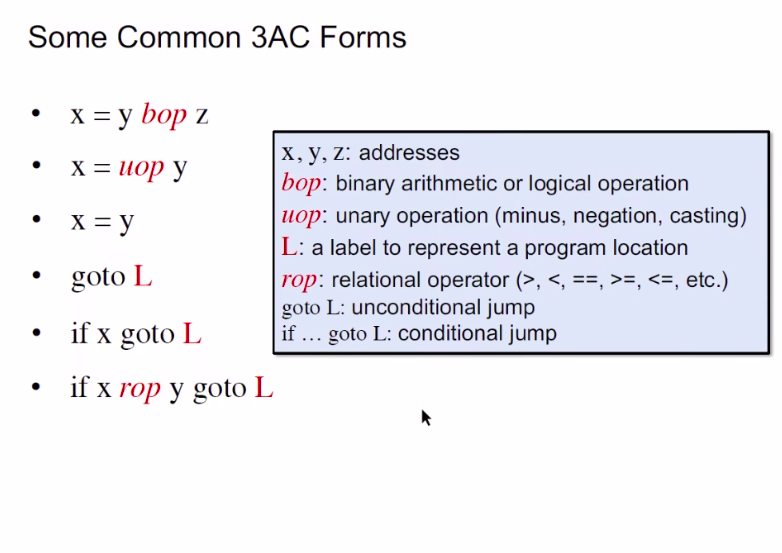 Some Common 3AC Forms
• x = y bop z
• x = uop y
• x = y
• goto L
• if x goto L
• if x rop y goto L
x, y, z: addresses
bop: binary arithmetic or logical operation
uop: unary operation (minus, negation, casting)
L: a label to represent a program location
rop: relational operator (>, <, ==, >=, <=, etc.)
goto L: unconditional jump
if … goto L: conditional jump